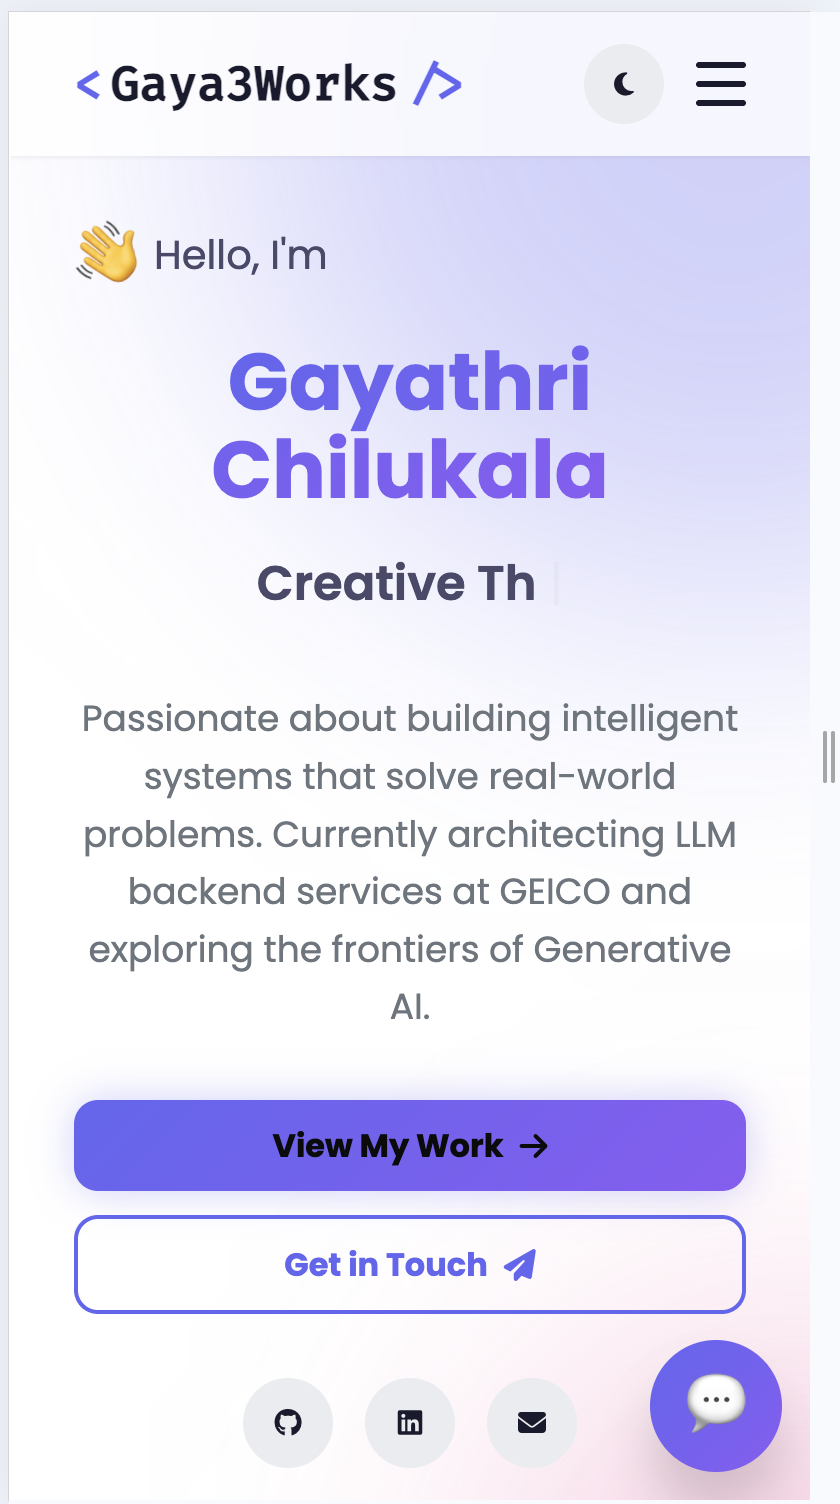 <Gaya3Works />
Hello, I'm
Gayathri
Chilukala
Creative Th
Passionate about building intelligent
systems that solve real-world
problems. Currently architecting LLM
backend services at GEICO and
exploring the frontiers of Generative
AI.
View My Work →
Get in Touch